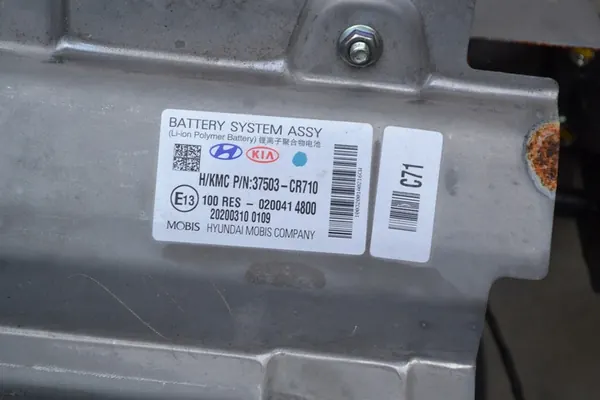 BATTERY SYSTEM ASSY
(Li-ion Polymer Battery) 锂离子聚合物电池
KIA
H/KMC P/N:37503-CR710
E13
100 RES - 020041 4800
20200310 0109
MOBIS HYUNDAI MOBIS COMPANY
C71